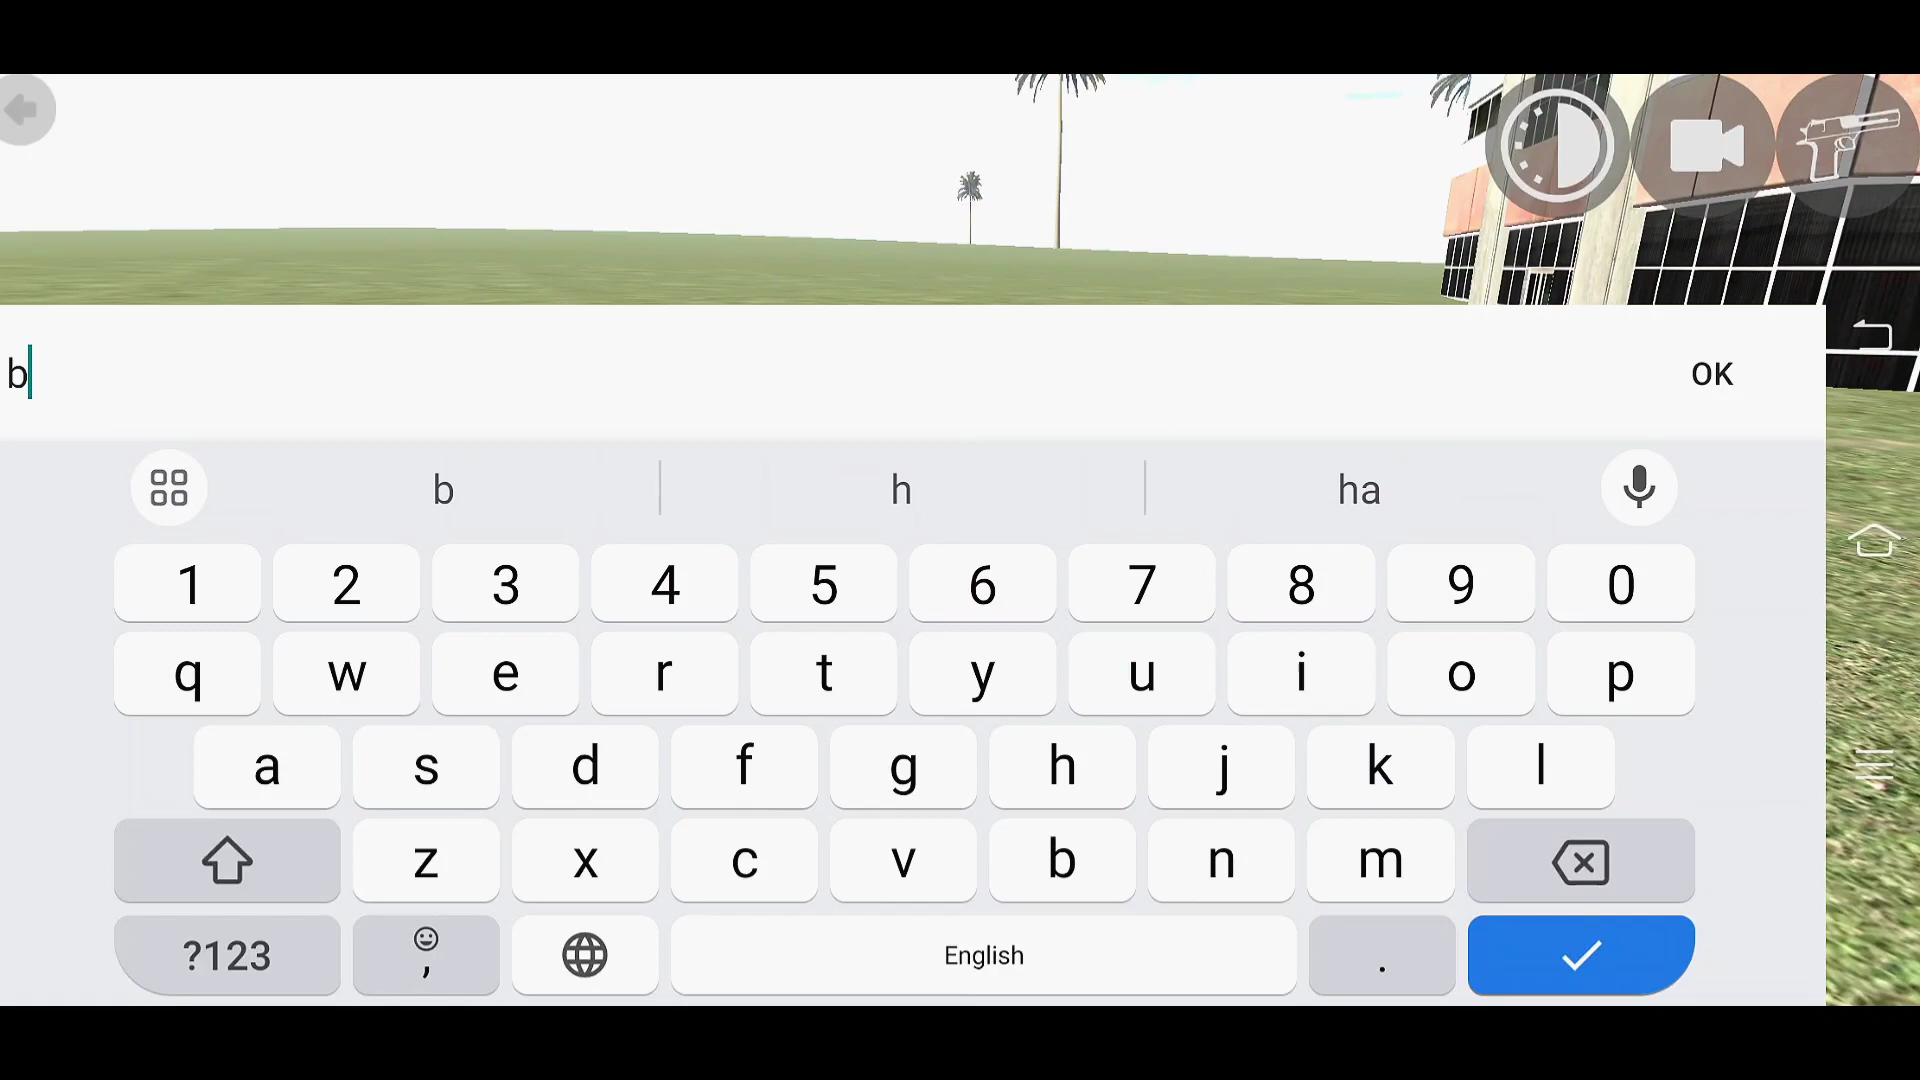 b
OK
b h ha
1 2 3 4 5 6 7 8 9 0
q w e r t y u i o p
a s d f g h j k l
z x c v b n m
?123 , English .